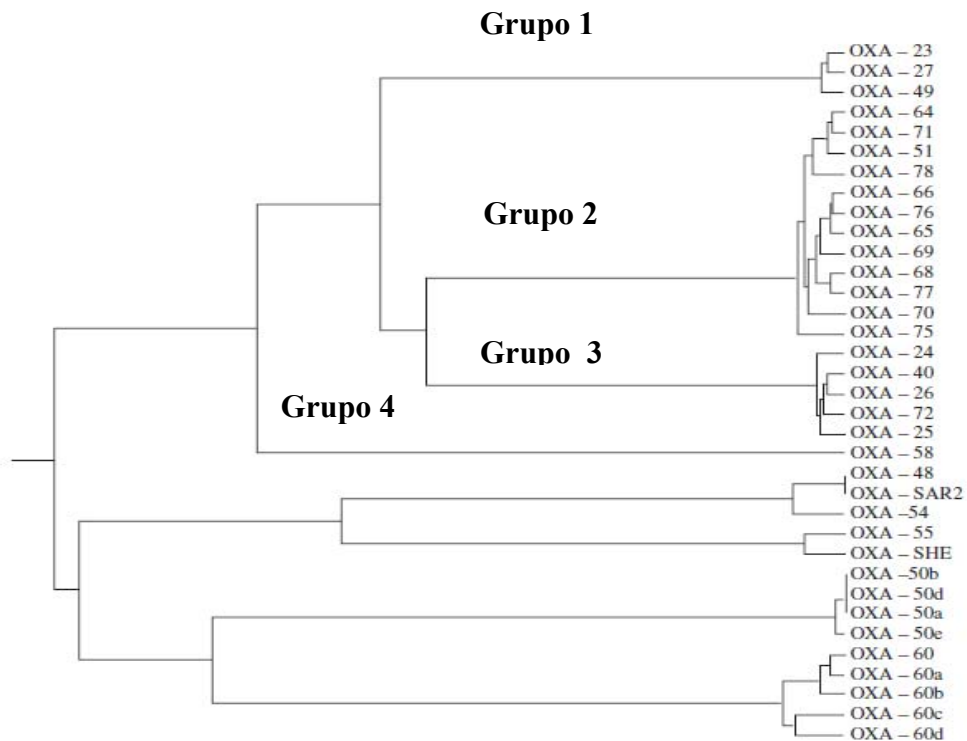 Grupo 1
OXA – 23
OXA – 27
OXA – 49
OXA – 64
OXA – 71
OXA – 51
OXA – 78
Grupo 2
OXA – 66
OXA – 76
OXA – 65
OXA – 69
OXA – 68
OXA – 77
OXA – 70
OXA – 75
Grupo 3
OXA – 24
OXA – 40
OXA – 26
Grupo 4
OXA – 72
OXA – 25
OXA – 58
OXA – 48
OXA – SAR2
OXA –54
OXA – 55
OXA – SHE
OXA –50b
OXA – 50d
OXA – 50a
OXA – 50e
OXA – 60
OXA – 60a
OXA – 60b
OXA – 60c
OXA – 60d